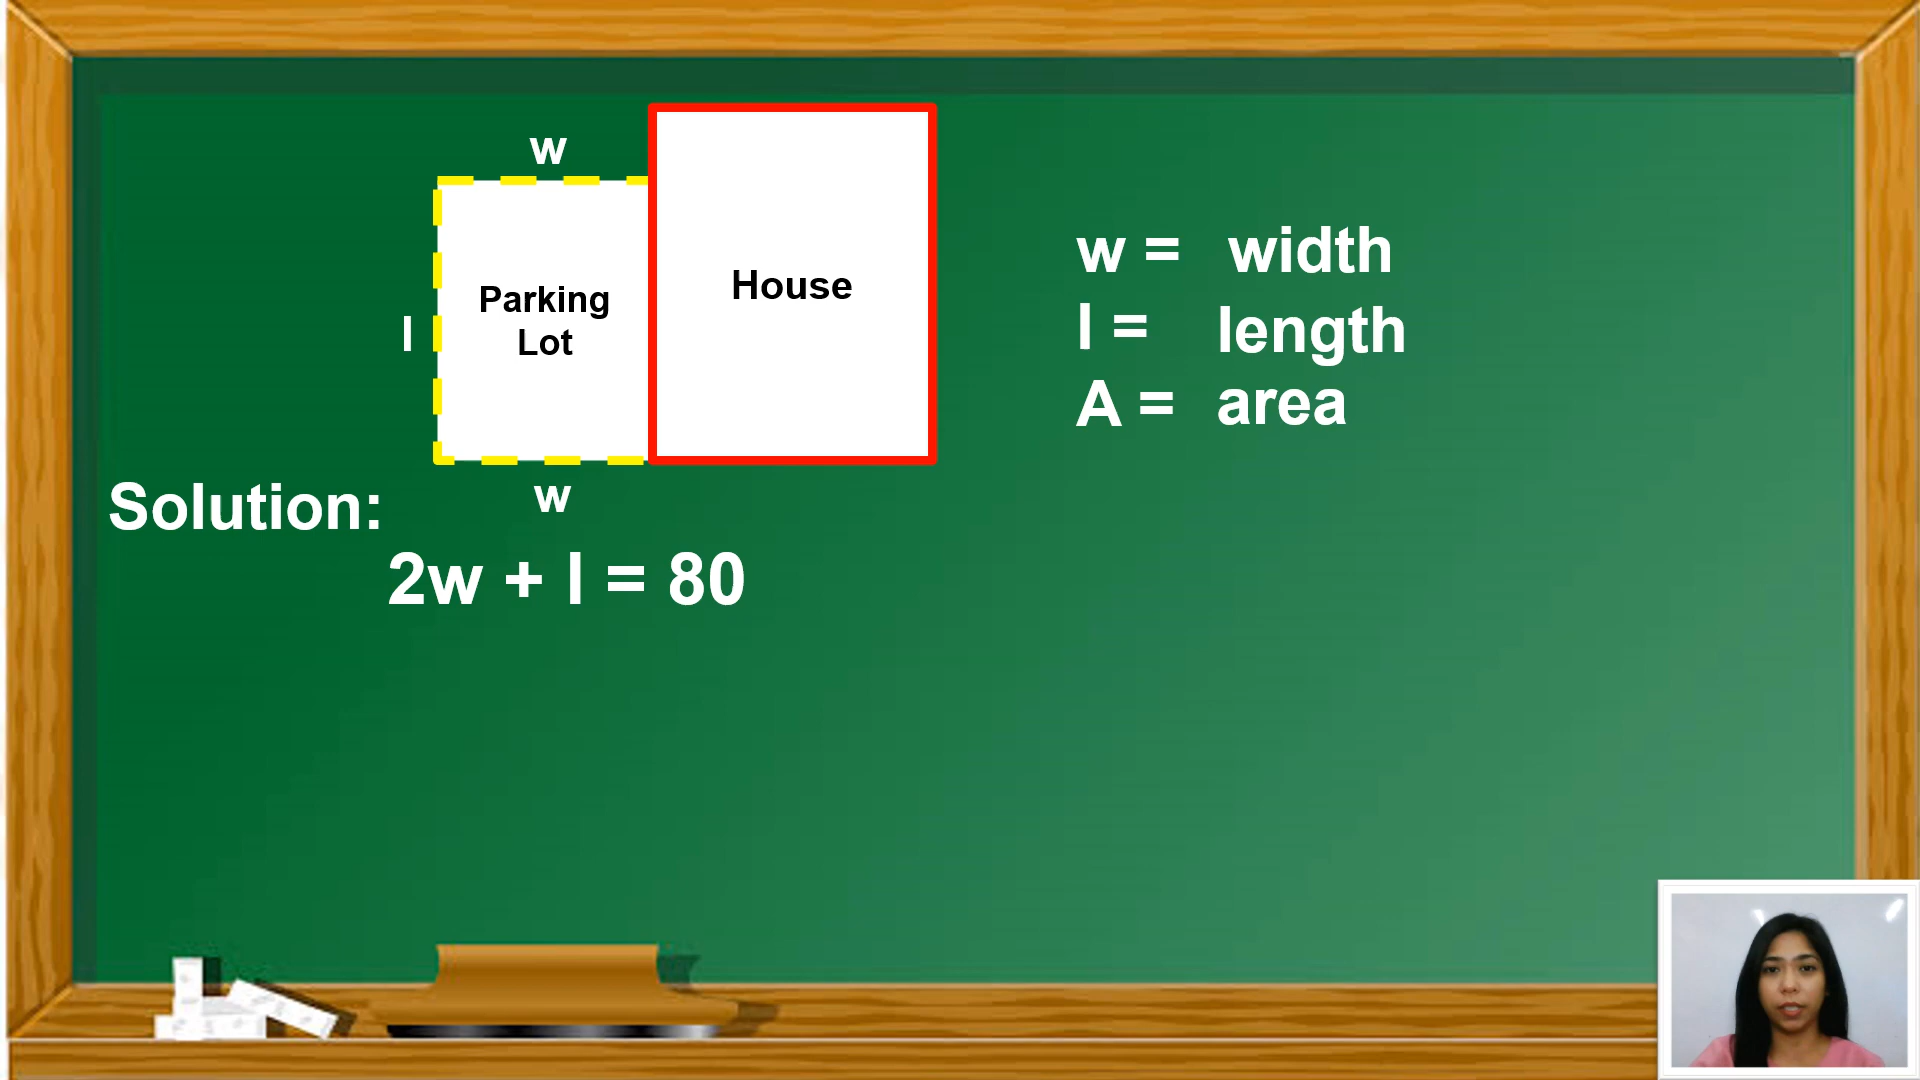 w
Parking
Lot
l
House
w
w = width
l = length
A = area
Solution:
2w + l = 80